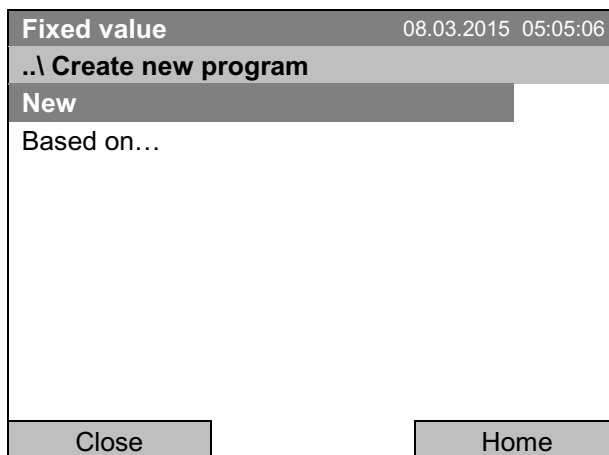 Fixed value 08.03.2015 05:05:06
..\ Create new program
New
Based on…
Close Home